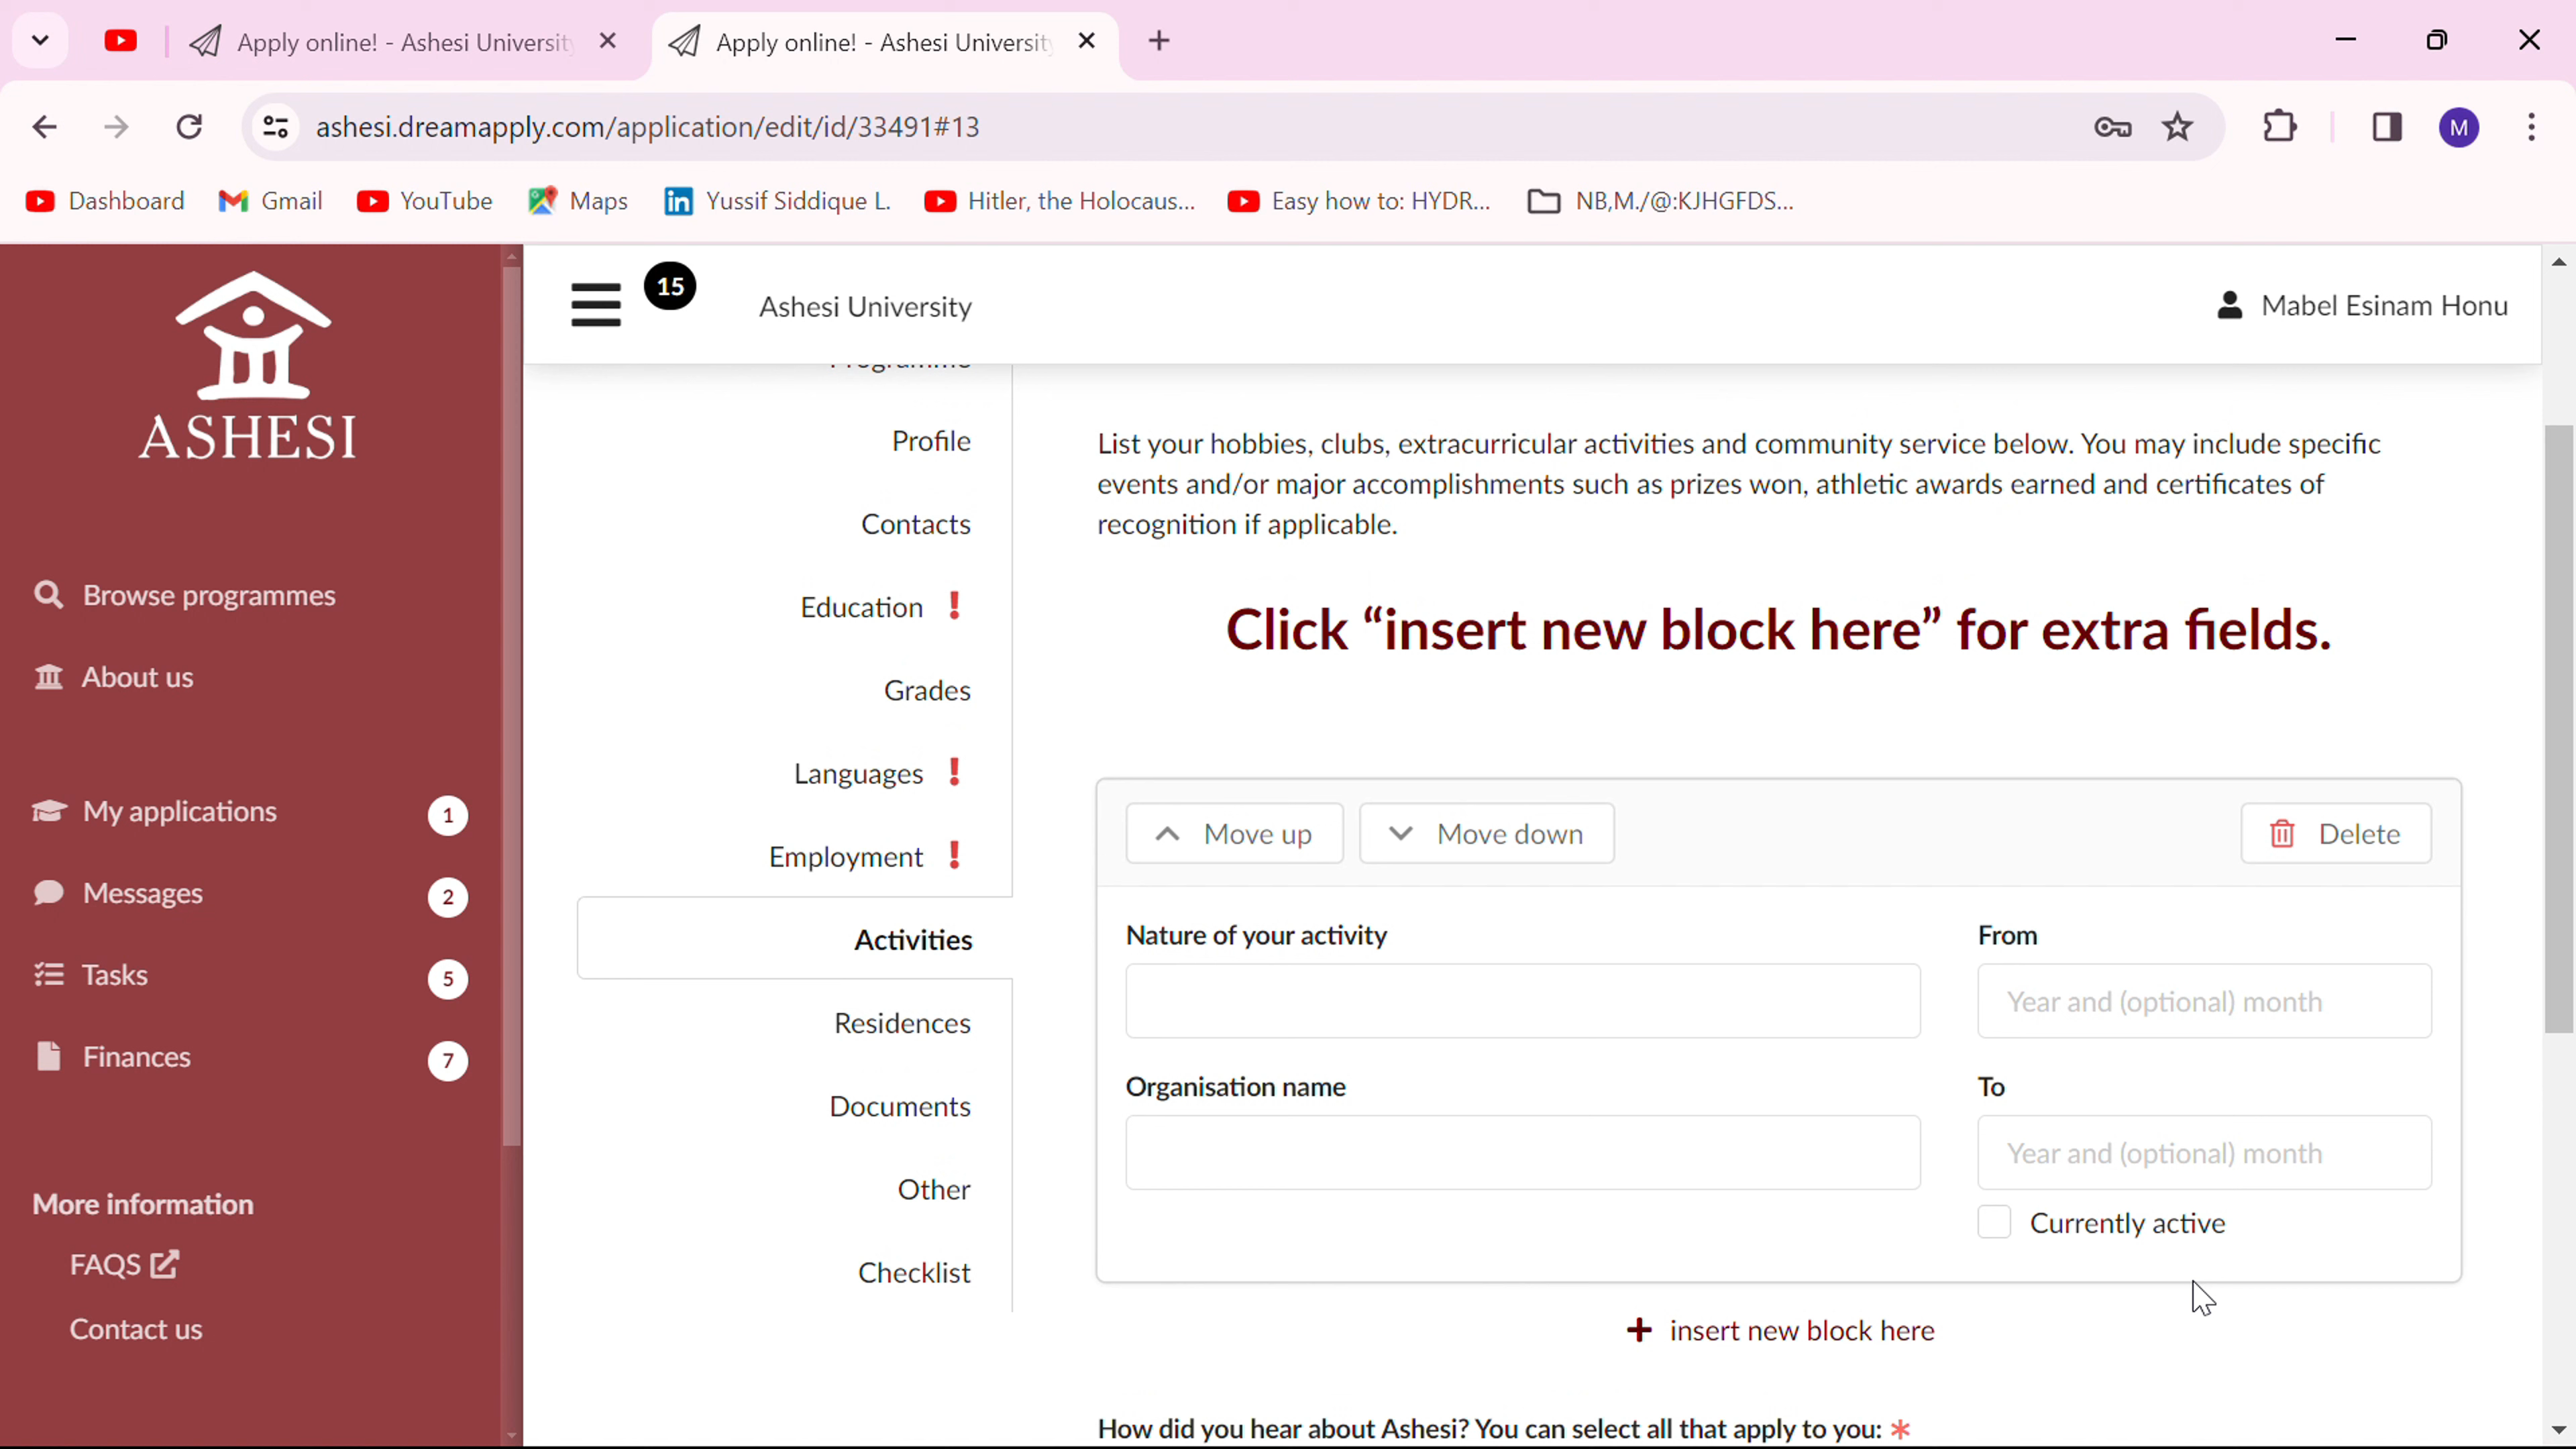 Apply online! - Ashesi University
Apply online! - Ashesi University
ashesi.dreamapply.com/application/edit/id/33491#13
M
Dashboard
Gmail
YouTube
Maps
Yussif Siddique L.
Hitler, the Holocaus...
Easy how to: HYDR...
NB,M./@:KJHGFDS...
ASHESI
Browse programmes
About us
My applications 1
Messages 2
Tasks 5
Finances 7
More information
FAQS
Contact us
15
Ashesi University
Mabel Esinam Honu
Programme
Profile
Contacts
Education !
Grades
Languages !
Employment !
Activities
Residences
Documents
Other
Checklist
List your hobbies, clubs, extracurricular activities and community service below. You may include specific
events and/or major accomplishments such as prizes won, athletic awards earned and certificates of
recognition if applicable.
Click “insert new block here” for extra fields.
Move up
Move down
Delete
Nature of your activity
From
Year and (optional) month
Organisation name
To
Year and (optional) month
Currently active
+ insert new block here
How did you hear about Ashesi? You can select all that apply to you: *